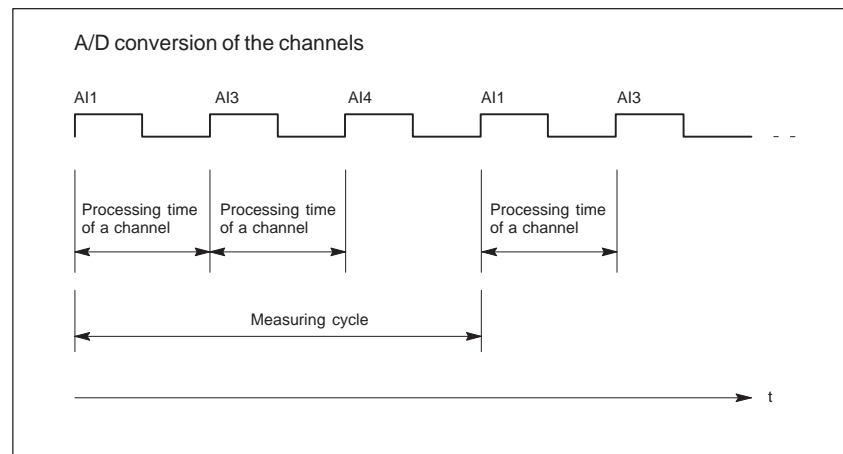 A/D conversion of the channels
AI1 AI3 AI4 AI1 AI3
Processing time
of a channel
Processing time
of a channel
Processing time
of a channel
Measuring cycle
t